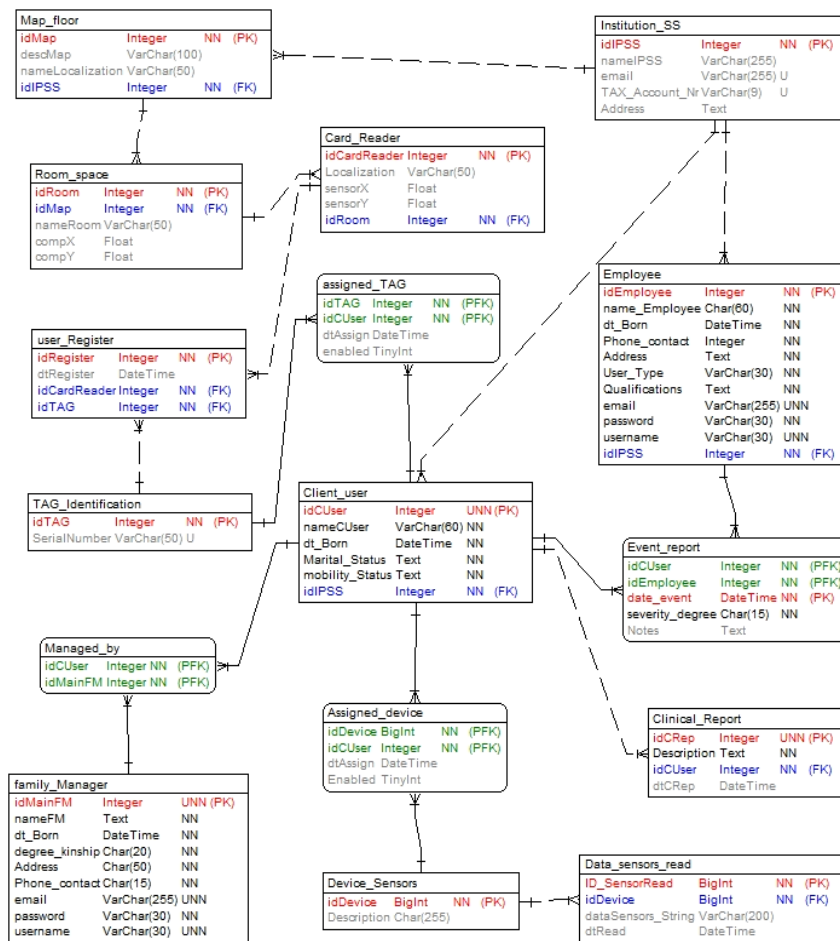 Map_floor
idMap Integer NN (PK)
descMap VarChar(100)
nameLocalization VarChar(50)
idIPSS Integer NN (FK)
Institution_SS
idIPSS Integer NN (PK)
nameIPSS VarChar(255)
email VarChar(255) U
TAX_Account_Nr VarChar(9) U
Address Text
Card_Reader
idCardReader Integer NN (PK)
Localization VarChar(50)
sensorX Float
sensorY Float
idRoom Integer NN (FK)
Room_space
idRoom Integer NN (PK)
idMap Integer NN (FK)
nameRoom VarChar(50)
compX Float
compY Float
assigned_TAG
idTAG Integer NN (PFK)
idCUser Integer NN (PFK)
dtAssign DateTime
enabled TinyInt
Employee
idEmployee Integer NN (PK)
name_Employee Char(60) NN
dt_Born DateTime NN
Phone_contact Integer NN
Address Text NN
User_Type VarChar(30) NN
Qualifications Text NN
email VarChar(255) UNN
password VarChar(30) NN
username VarChar(30) UNN
idIPSS Integer NN (FK)
user_Register
idRegister Integer NN (PK)
dtRegister DateTime
idCardReader Integer NN (FK)
idTAG Integer NN (FK)
TAG_Identification
idTAG Integer NN (PK)
SerialNumber VarChar(50) U
Client_user
idCUser Integer UNN (PK)
nameCUser VarChar(60) NN
dt_Born DateTime NN
Marital_Status Text NN
mobility_Status Text NN
idIPSS Integer NN (FK)
Event_report
idCUser Integer NN (PFK)
idEmployee Integer NN (PFK)
date_event DateTime NN (PK)
severity_degree Char(15) NN
Notes Text
Managed_by
idCUser Integer NN (PFK)
idMainFM Integer NN (PFK)
Assigned_device
idDevice BigInt NN (PFK)
idCUser Integer NN (PFK)
dtAssign DateTime
Enabled TinyInt
Clinical_Report
idCRep Integer UNN (PK)
Description Text NN
idCUser Integer NN (FK)
dtCRep DateTime
family_Manager
idMainFM Integer UNN (PK)
nameFM Text NN
dt_Born DateTime NN
degree_kinship Char(20) NN
Address Char(50) NN
Phone_contact Char(15) NN
email VarChar(255) UNN
password VarChar(30) NN
username VarChar(30) UNN
Device_Sensors
idDevice BigInt NN (PK)
Description Char(255)
Data_sensors_read
ID_SensorRead BigInt NN (PK)
idDevice BigInt NN (FK)
dataSensors_String VarChar(200)
dtRead DateTime